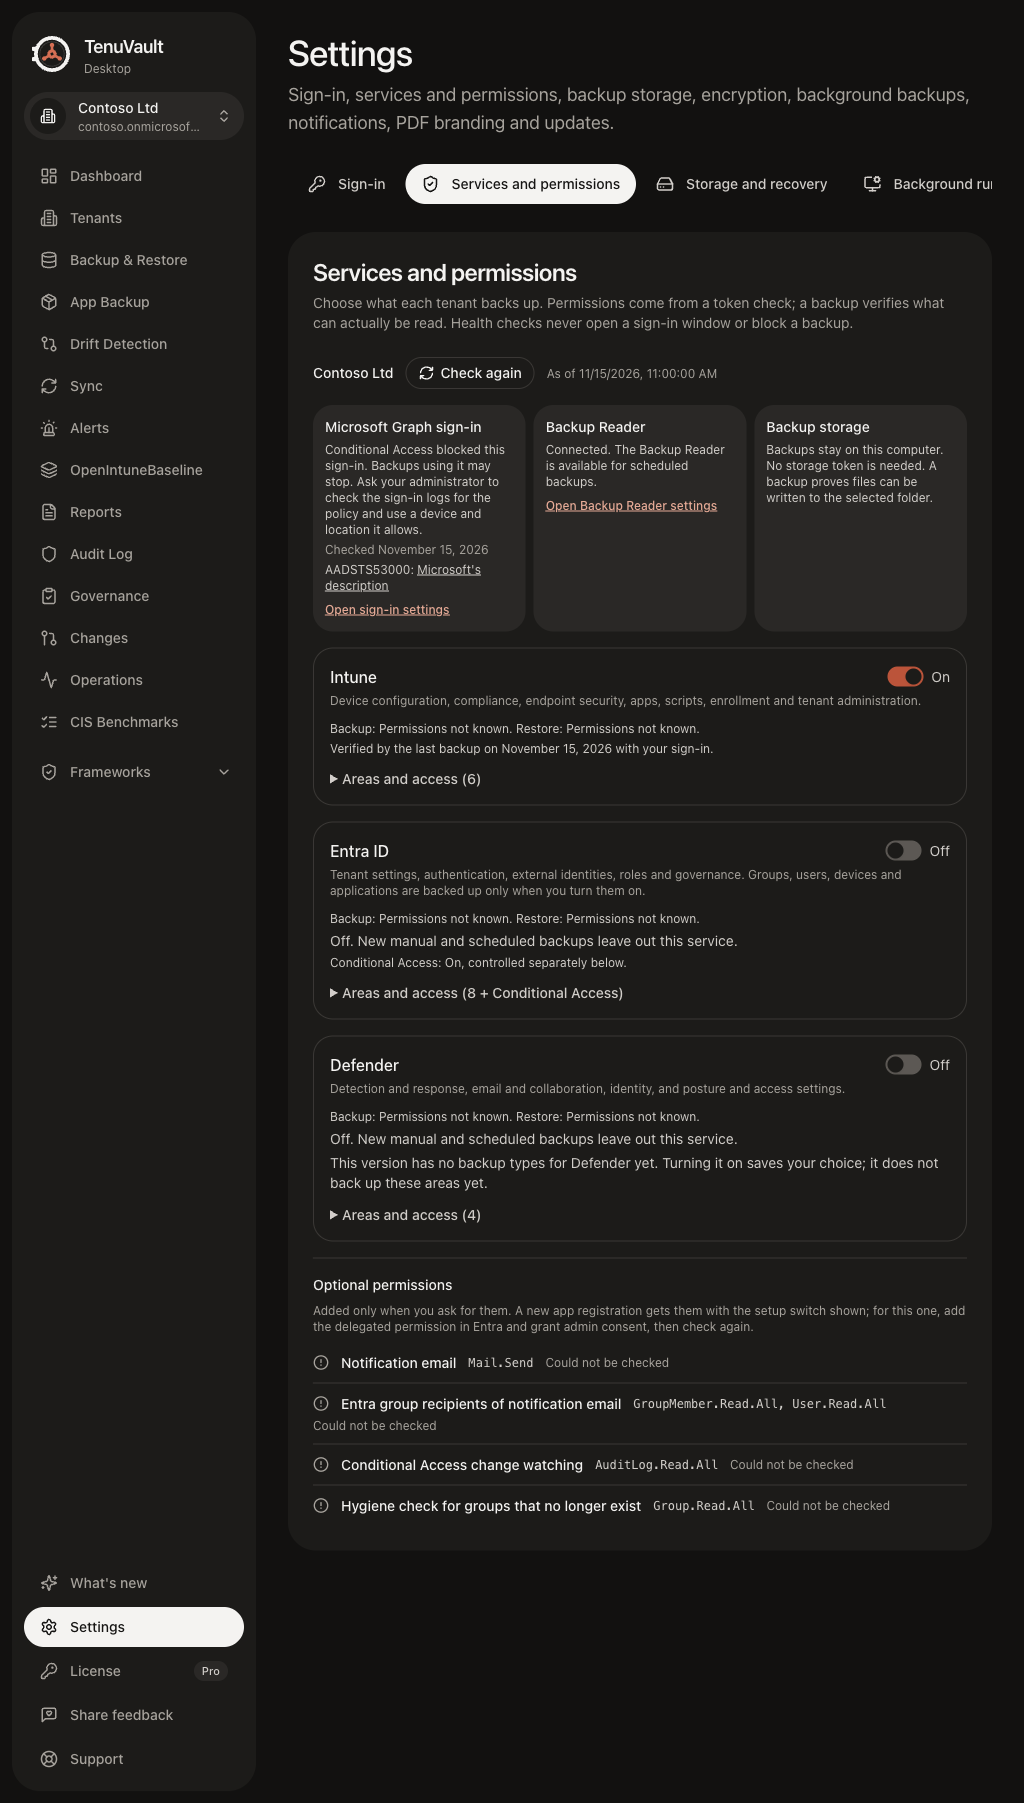 TenuVault
Desktop
Contoso Ltd
contoso.onmicrosof...
Dashboard
Tenants
Backup & Restore
App Backup
Drift Detection
Sync
Alerts
OpenIntuneBaseline
Reports
Audit Log
Governance
Changes
Operations
CIS Benchmarks
Frameworks
What's new
Settings
License
Pro
Share feedback
Support
Settings
Sign-in, services and permissions, backup storage, encryption, background backups,
notifications, PDF branding and updates.
Sign-in
Services and permissions
Storage and recovery
Background ru
Services and permissions
Choose what each tenant backs up. Permissions come from a token check; a backup verifies what
can actually be read. Health checks never open a sign-in window or block a backup.
Contoso Ltd
Check again
As of 11/15/2026, 11:00:00 AM
Microsoft Graph sign-in
Conditional Access blocked this
sign-in. Backups using it may
stop. Ask your administrator to
check the sign-in logs for the
policy and use a device and
location it allows.
Checked November 15, 2026
AADSTS53000: Microsoft's
description
Open sign-in settings
Backup Reader
Connected. The Backup Reader
is available for scheduled
backups.
Open Backup Reader settings
Backup storage
Backups stay on this computer.
No storage token is needed. A
backup proves files can be
written to the selected folder.
Intune
On
Device configuration, compliance, endpoint security, apps, scripts, enrollment and tenant administration.
Backup: Permissions not known. Restore: Permissions not known.
Verified by the last backup on November 15, 2026 with your sign-in.
Areas and access (6)
Entra ID
Off
Tenant settings, authentication, external identities, roles and governance. Groups, users, devices and
applications are backed up only when you turn them on.
Backup: Permissions not known. Restore: Permissions not known.
Off. New manual and scheduled backups leave out this service.
Conditional Access: On, controlled separately below.
Areas and access (8 + Conditional Access)
Defender
Off
Detection and response, email and collaboration, identity, and posture and access settings.
Backup: Permissions not known. Restore: Permissions not known.
Off. New manual and scheduled backups leave out this service.
This version has no backup types for Defender yet. Turning it on saves your choice; it does not
back up these areas yet.
Areas and access (4)
Optional permissions
Added only when you ask for them. A new app registration gets them with the setup switch shown; for this one, add
the delegated permission in Entra and grant admin consent, then check again.
Notification email Mail.Send Could not be checked
Entra group recipients of notification email GroupMember.Read.All, User.Read.All
Could not be checked
Conditional Access change watching AuditLog.Read.All Could not be checked
Hygiene check for groups that no longer exist Group.Read.All Could not be checked